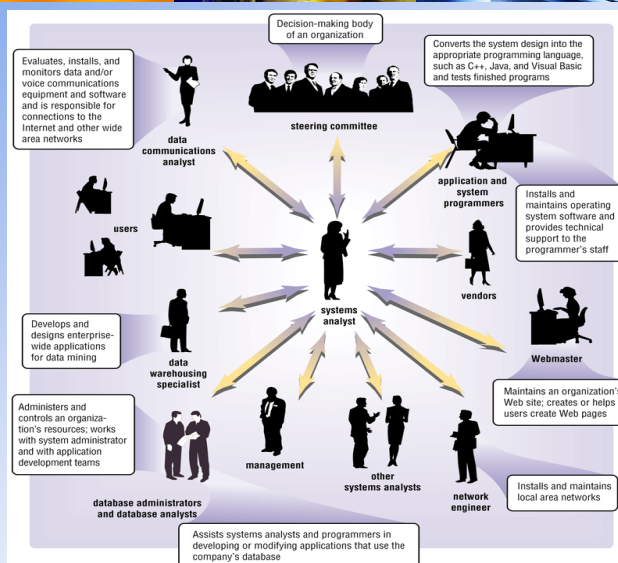 Decision-making body
of an organization
Evaluates, installs, and
monitors data and/or
voice communications
equipment and software
and is responsible for
connections to the
Internet and other wide
area networks
Converts the system design into the
appropriate programming language,
such as C++, Java, and Visual Basic
and tests finished programs
steering committee
data
communications
analyst
application and
system
programmers
Installs and
maintains operating
system software and
provides technical
support to the
programmer's staff
users
vendors
systems
analyst
Develops and
designs enterprise-
wide applications
for data mining
data
warehousing
specialist
Webmaster
Maintains an organization's
Web site; creates or helps
users create Web pages
Administers and
controls an organiza-
tion's resources; works
with system administrator
and with application
development teams
management
other
systems analysts
network
engineer
Installs and maintains
local area networks
database administrators
and database analysts
Assists systems analysts and programmers in
developing or modifying applications that use the
company's database